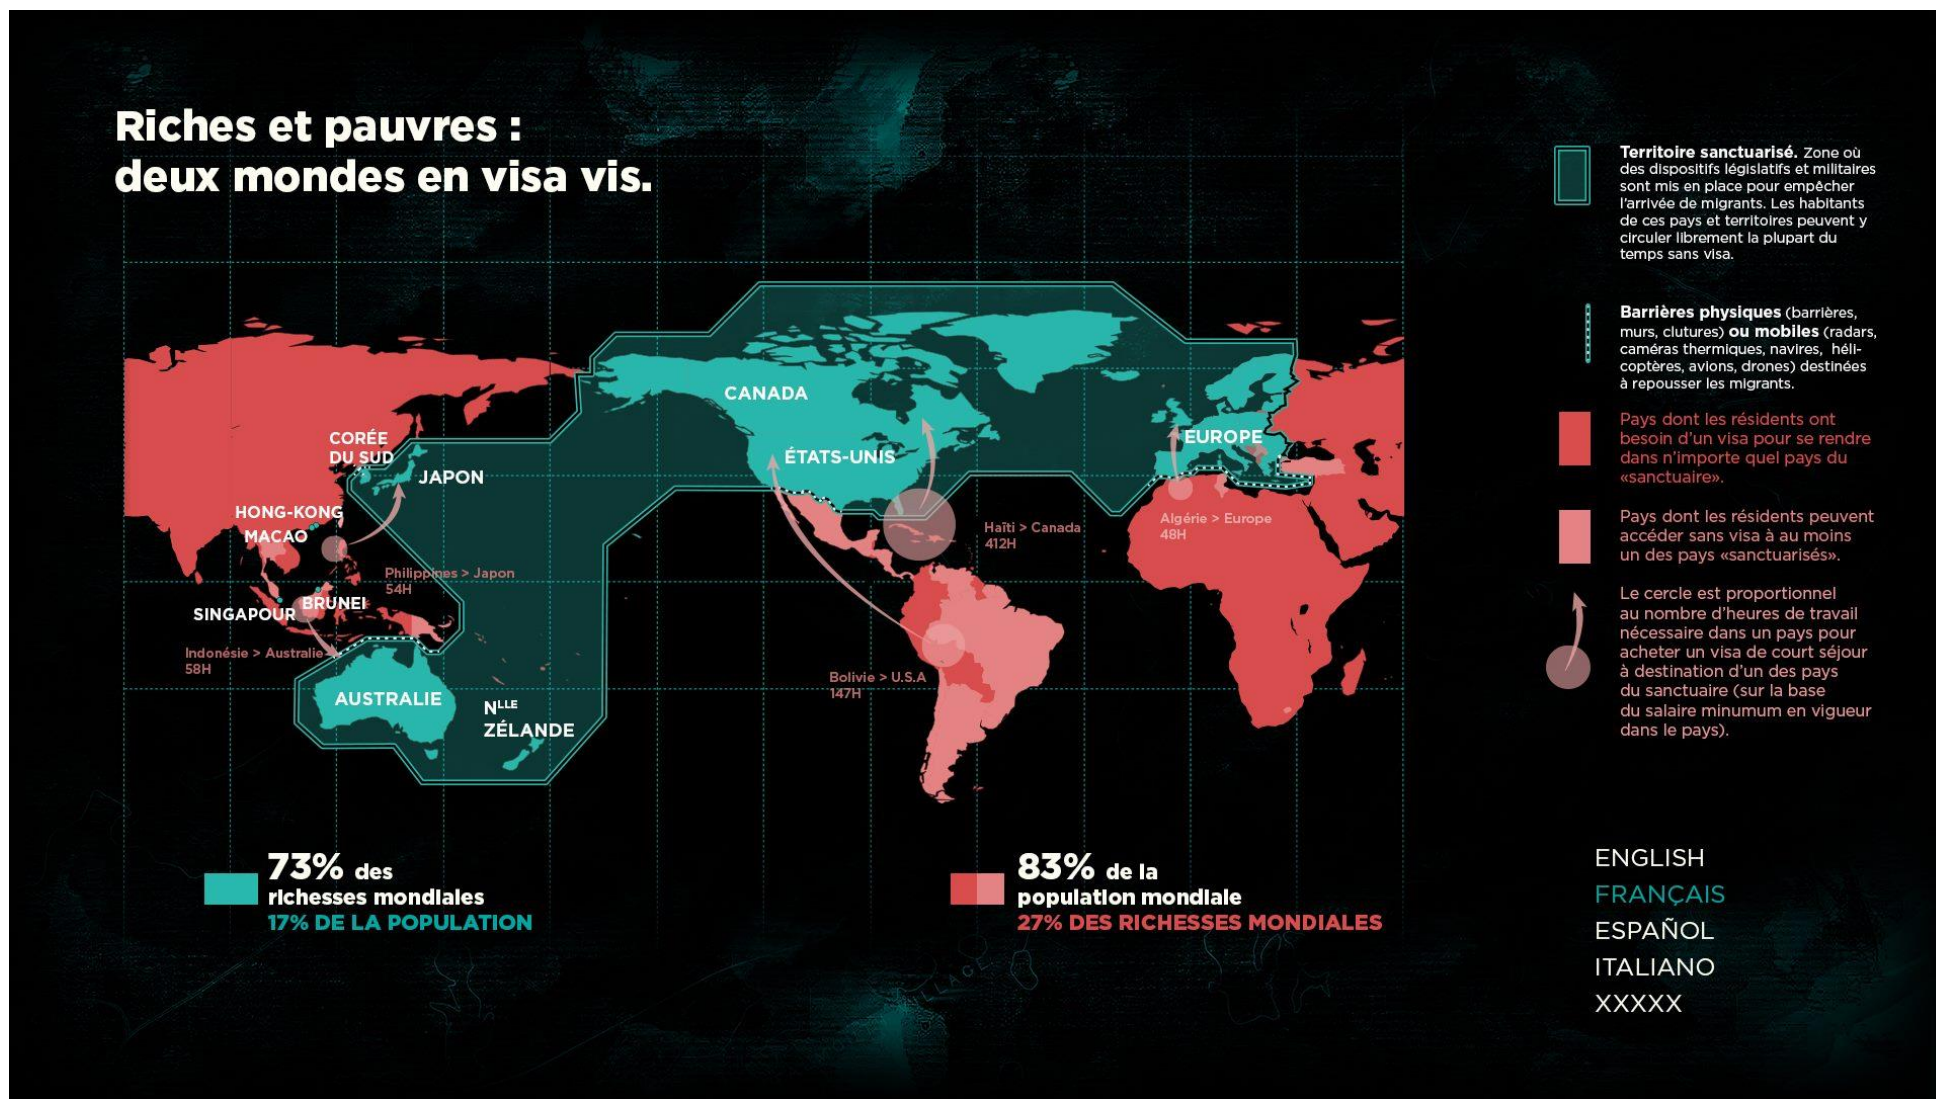 Riches et pauvres :
deux mondes en visa vis.
CANADA
ÉTATS-UNIS
EUROPE
CORÉE
DU SUD
JAPON
HONG-KONG
MACAO
Philippines > Japon
54H
SINGAPOUR
BRUNEI
Indonésie > Australie
58H
AUSTRALIE
NLLE
ZÉLANDE
Haïti > Canada
412H
Algérie > Europe
48H
Bolivie > U.S.A
147H
73% des
richesses mondiales
17% DE LA POPULATION
83% de la
population mondiale
27% DES RICHESSES MONDIALES
Territoire sanctuarisé. Zone où
des dispositifs législatifs et militaires
sont mis en place pour empêcher
l'arrivée de migrants. Les habitants
de ces pays et territoires peuvent y
circuler librement la plupart du
temps sans visa.
Barrières physiques (barrières,
murs, clutures) ou mobiles (radars,
caméras thermiques, navires, héli-
coptères, avions, drones) destinées
à repousser les migrants.
Pays dont les résidents ont
besoin d'un visa pour se rendre
dans n'importe quel pays du
«sanctuaire».
Pays dont les résidents peuvent
accéder sans visa à au moins
un des pays «sanctuarisés».
Le cercle est proportionnel
au nombre d'heures de travail
nécessaire dans un pays pour
acheter un visa de court séjour
à destination d'un des pays
du sanctuaire (sur la base
du salaire minumum en vigueur
dans le pays).
ENGLISH
FRANÇAIS
ESPAÑOL
ITALIANO
XXXXX